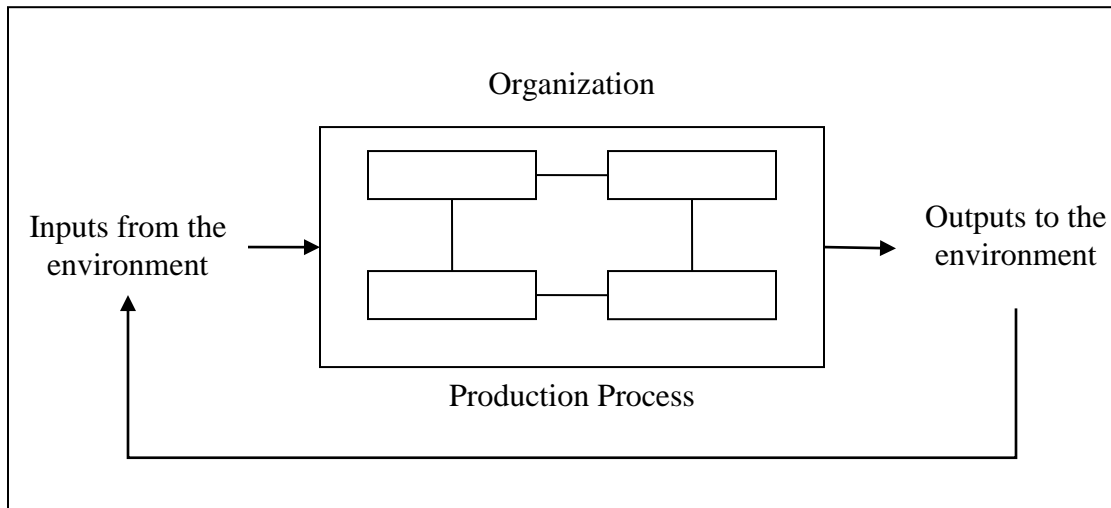 Organization
Inputs from the
environment
Outputs to the
environment
Production Process